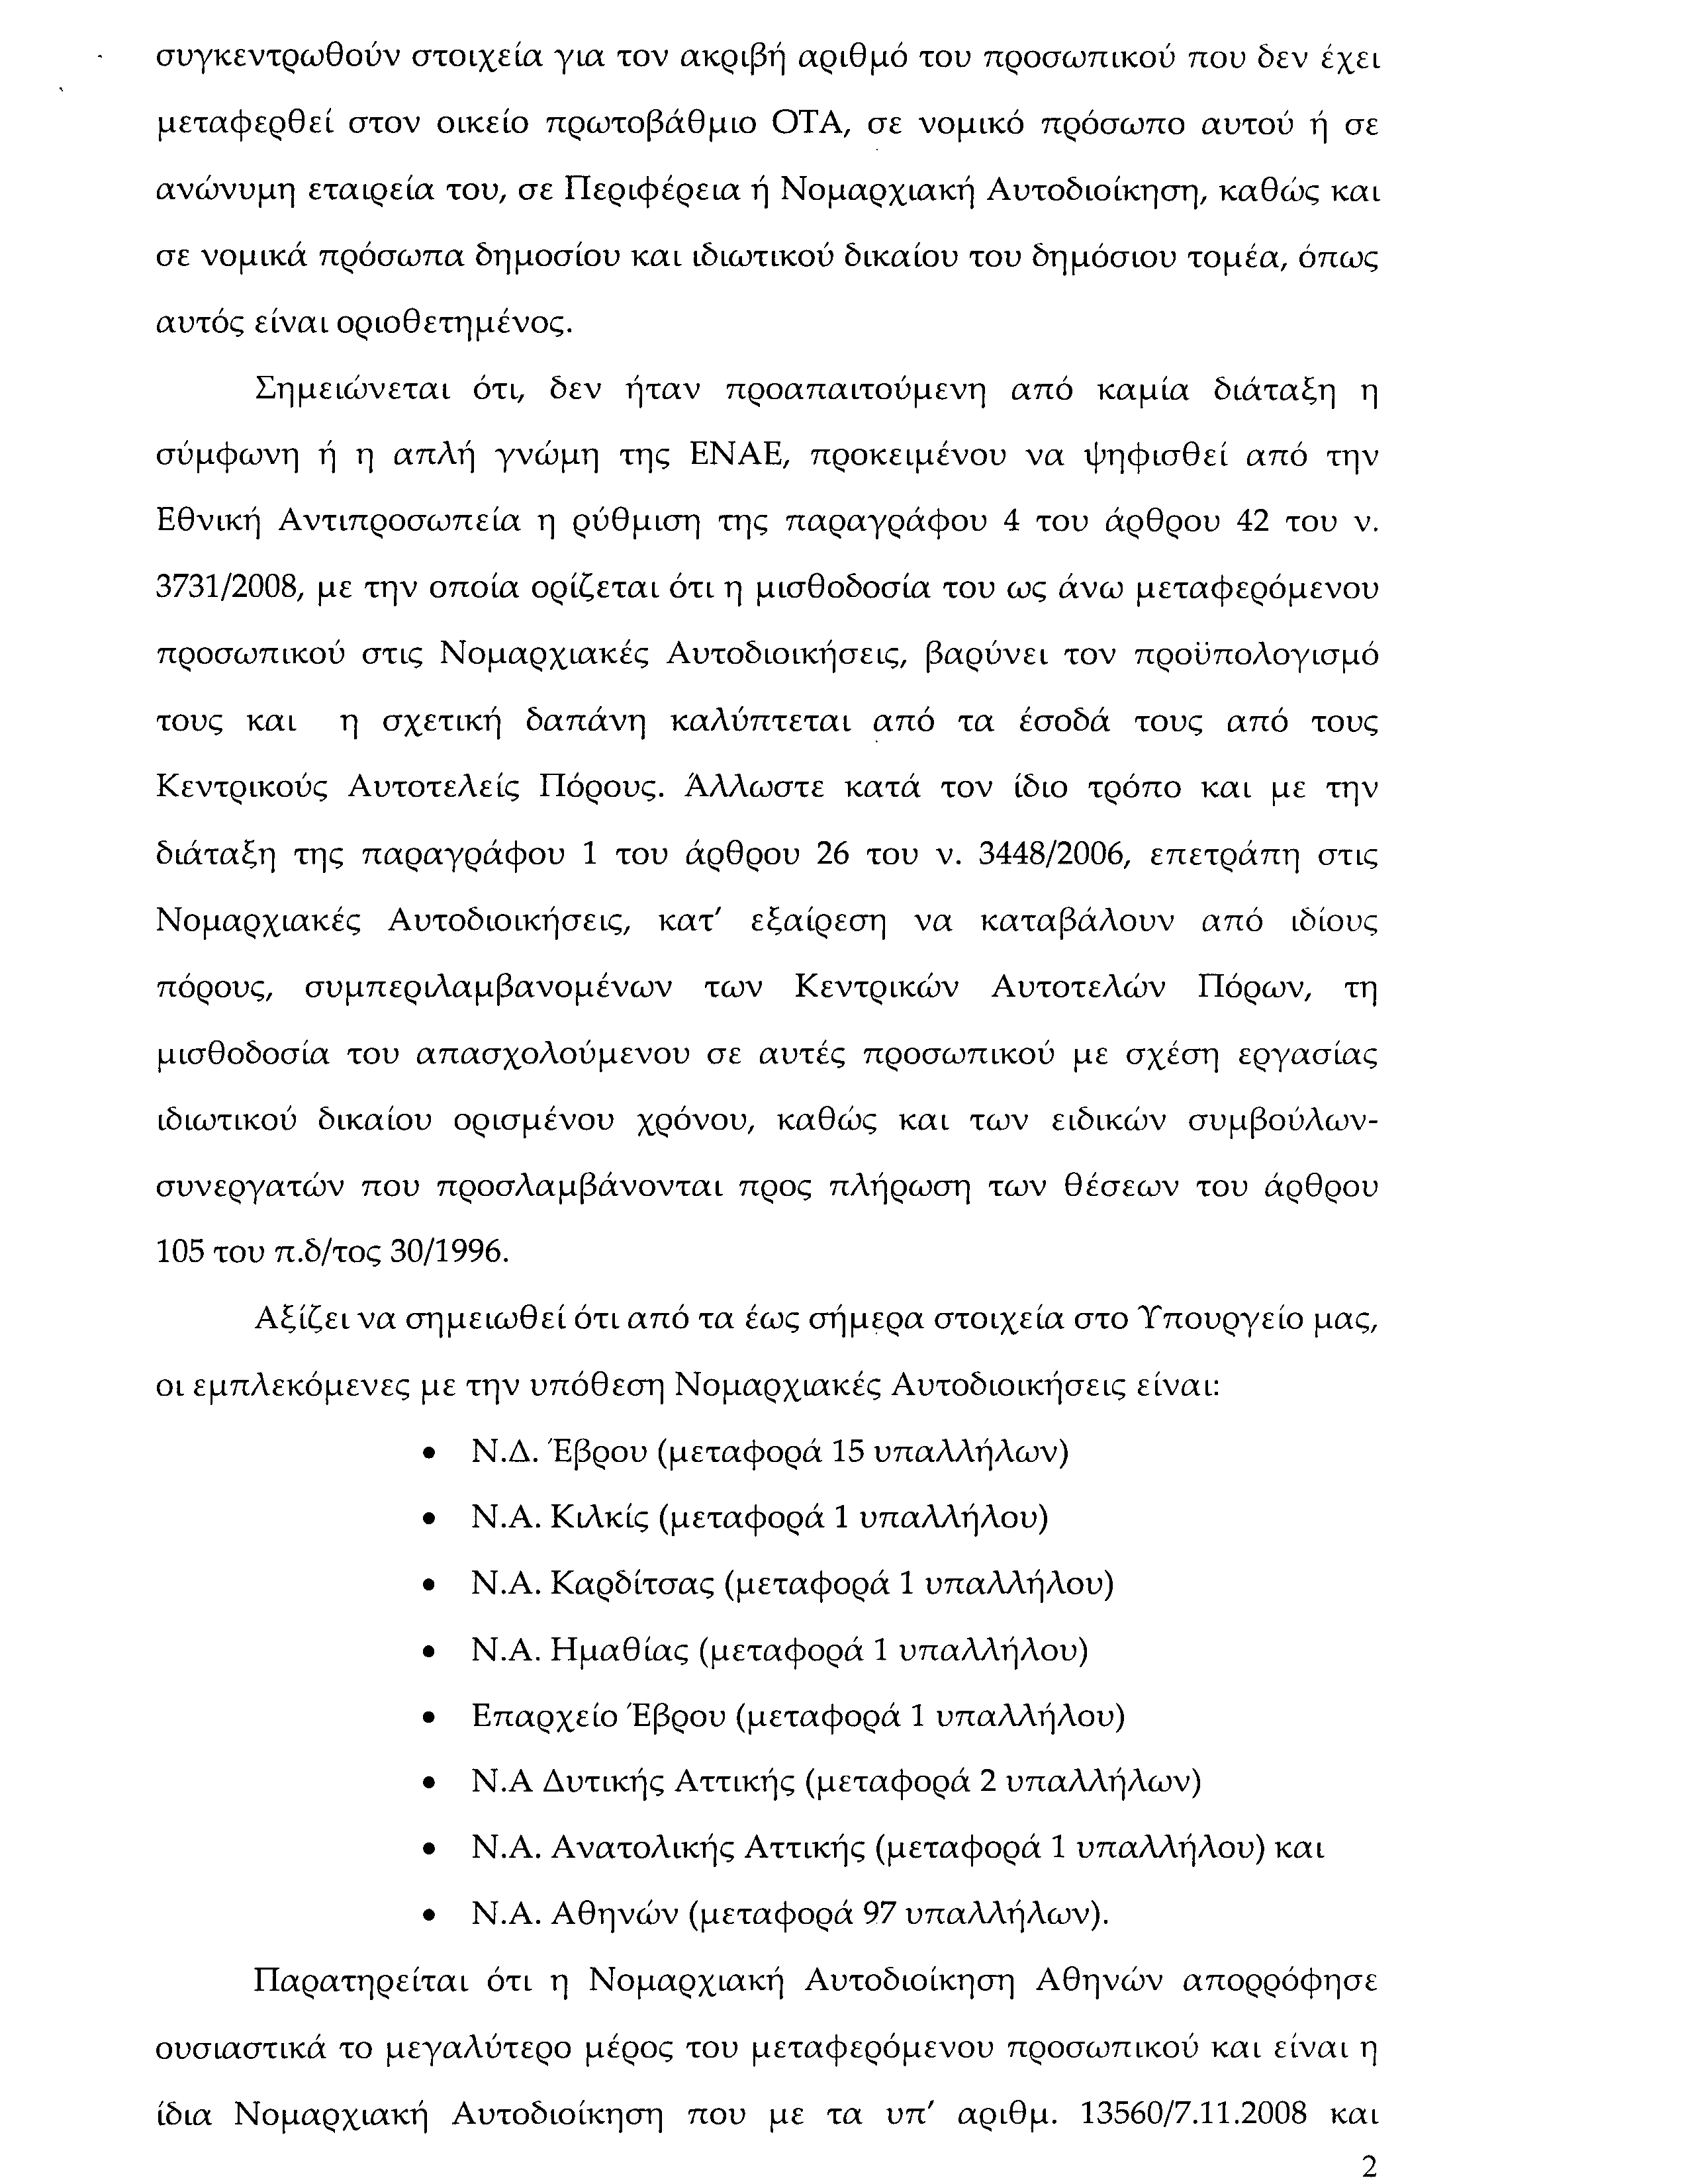 συγκεντρωθούν στοιχεία για τον ακριβή αριθμό του προσωπικού που δεν έχει
μεταφερθεί στον οικείο πρωτοβάθμιο ΟΤΑ, σε νομικό πρόσωπο αυτού ή σε
ανώνυμη εταιρεία του, σε Περιφέρεια ή Νομαρχιακή Αυτοδιοίκηση, καθώς και
σε νομικά πρόσωπα δημοσίου και ιδιωτικού δικαίου του δημόσιου τομέα, όπως
αυτός είναι οριοθετημένος.
Σημειώνεται ότι, δεν ήταν προαπαιτούμενη από καμία διάταξη η
σύμφωνη ή η απλή γνώμη της ΕΝΑΕ, προκειμένου να ψηφισθεί από την
Εθνική Αντιπροσωπεία η ρύθμιση της παραγράφου 4 του άρθρου 42 του ν.
3731/2008, με την οποία ορίζεται ότι η μισθοδοσία του ως άνω μεταφερόμενου
προσωπικού στις Νομαρχιακές Αυτοδιοικήσεις, βαρύνει τον προϋπολογισμό
τους και η σχετική δαπάνη καλύπτεται από τα έσοδά τους από τους
Κεντρικούς Αυτοτελείς Πόρους. Άλλωστε κατά τον ίδιο τρόπο και με την
διάταξη της παραγράφου 1 του άρθρου 26 του ν. 3448/2006, επετράπη στις
Νομαρχιακές Αυτοδιοικήσεις, κατ' εξαίρεση να καταβάλουν από ιδίους
πόρους, συμπεριλαμβανομένων των Κεντρικών Αυτοτελών Πόρων, τη
μισθοδοσία του απασχολούμενου σε αυτές προσωπικού με σχέση εργασίας
ιδιωτικού δικαίου ορισμένου χρόνου, καθώς και των ειδικών συμβούλων-
συνεργατών που προσλαμβάνονται προς πλήρωση των θέσεων του άρθρου
105 του π.δ/τος 30/1996.
Αξίζει να σημειωθεί ότι από τα έως σήμερα στοιχεία στο Υπουργείο μας,
οι εμπλεκόμενες με την υπόθεση Νομαρχιακές Αυτοδιοικήσεις είναι:
• Ν.Δ. Έβρου (μεταφορά 15 υπαλλήλων)
• Ν.Α. Κιλκίς (μεταφορά 1 υπαλλήλου)
• Ν.Α. Καρδίτσας (μεταφορά 1 υπαλλήλου)
• Ν.Α. Ημαθίας (μεταφορά 1 υπαλλήλου)
• Επαρχείο Έβρου (μεταφορά 1 υπαλλήλου)
• Ν.Α Δυτικής Αττικής (μεταφορά 2 υπαλλήλων)
• Ν.Α. Ανατολικής Αττικής (μεταφορά 1 υπαλλήλου) και
• Ν.Α. Αθηνών (μεταφορά 97 υπαλλήλων).
Παρατηρείται ότι η Νομαρχιακή Αυτοδιοίκηση Αθηνών απορρόφησε
ουσιαστικά το μεγαλύτερο μέρος του μεταφερόμενου προσωπικού και είναι η
ίδια Νομαρχιακή Αυτοδιοίκηση που με τα υπ' αριθμ. 13560/7.11.2008 και
2